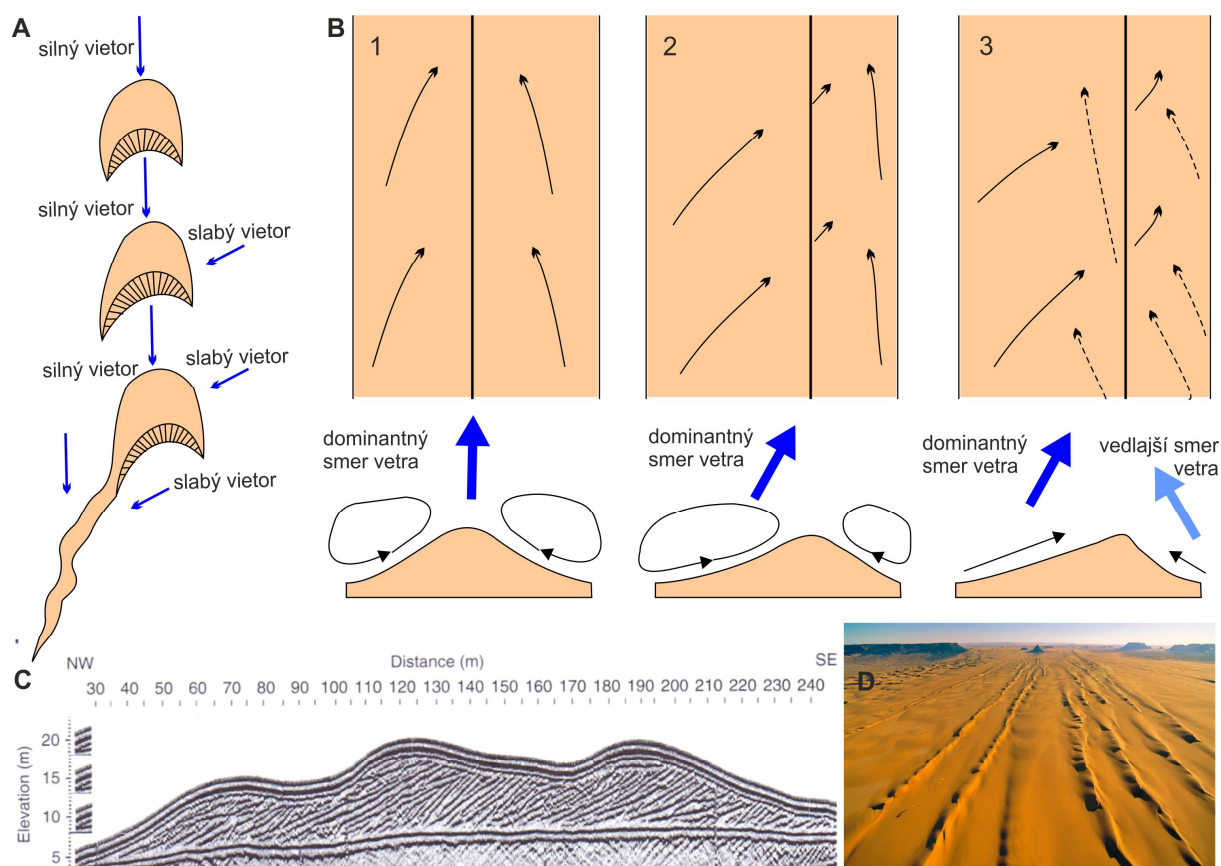 A
silný vietor
silný vietor
slabý vietor
silný vietor
slabý vietor
slabý vietor
B
1
2
3
dominantný
smer vetra
dominantný
smer vetra
dominantný
smer vetra
vedlajší smer
vetra
C
NW
Distance (m)
SE
30 40 50 60 70 80 90 100 110 120 130 140 150 160 170 180 190 200 210 220 230 240
Elevation (m)
20
15
10
5
D